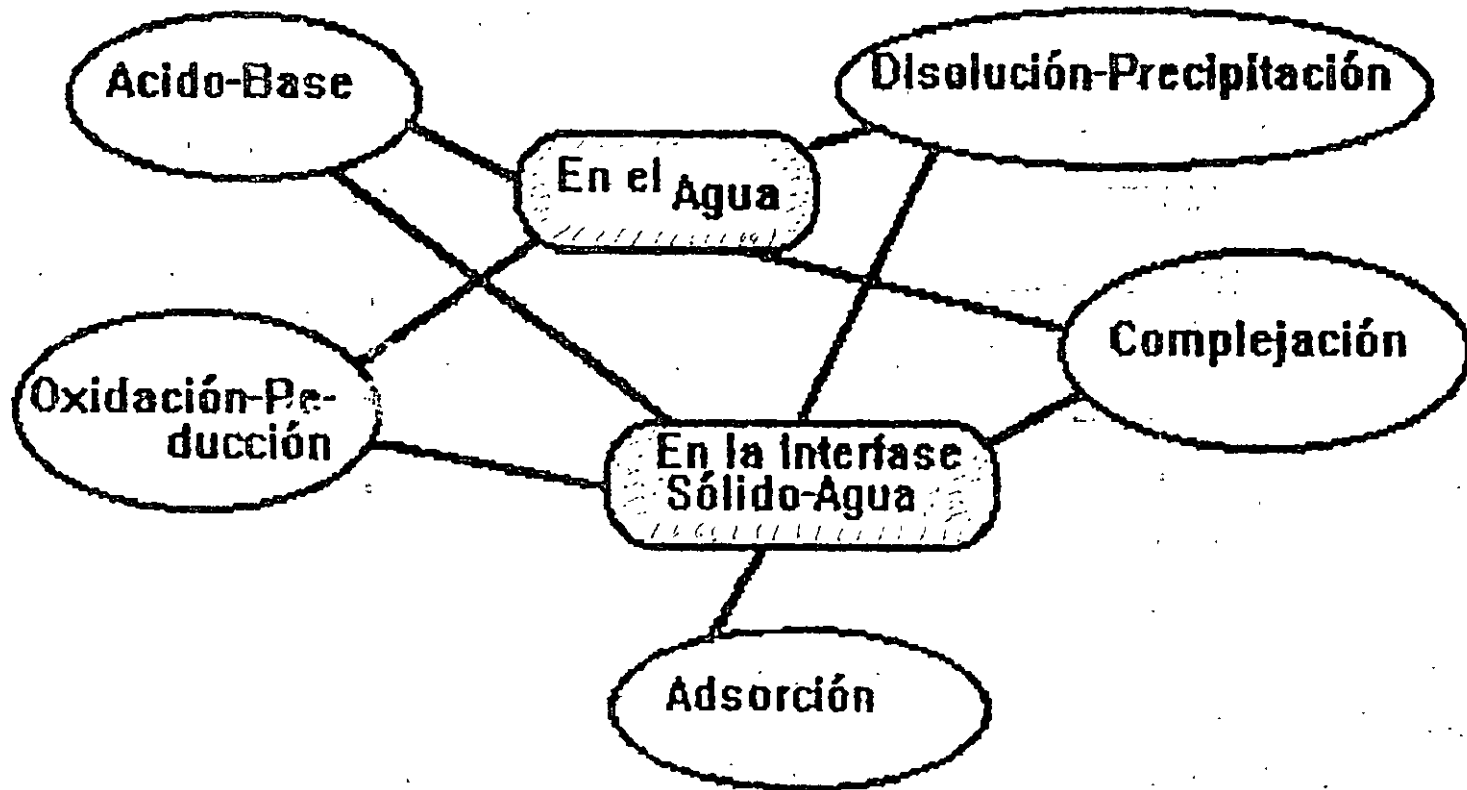 Acido-Base
Disolución-Precipitación
En el Agua
Complejación
Oxidación-Re-
ducción
En la Interfase
Sólido-Agua
Adsorción